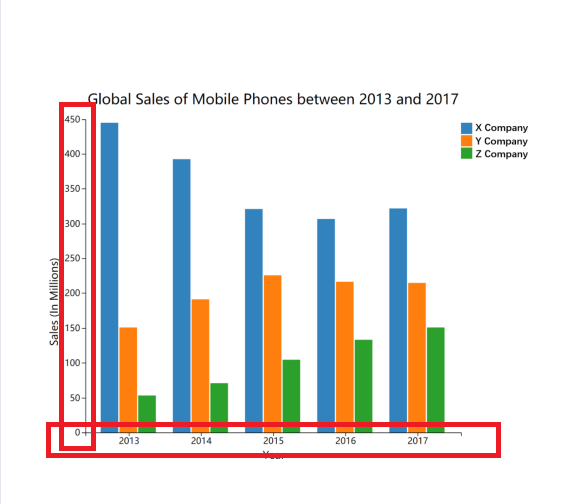 Global Sales of Mobile Phones between 2013 and 2017
X Company
Y Company
Z Company
Sales (In Millions)
450
400
350
300
250
200
150
100
50
0
2013 2014 2015 2016 2017